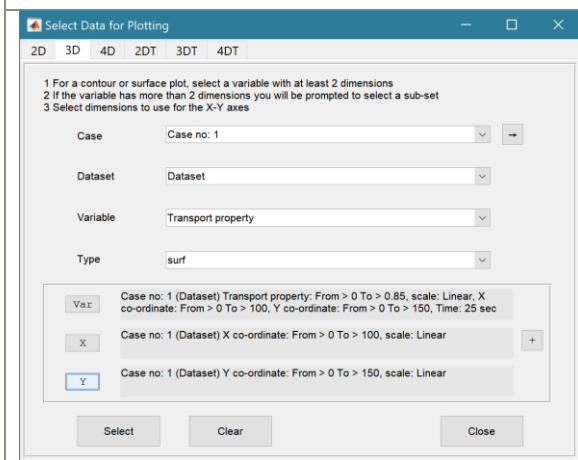 Select Data for Plotting
2D 3D 4D 2DT 3DT 4DT
1 For a contour or surface plot, select a variable with at least 2 dimensions
2 If the variable has more than 2 dimensions you will be prompted to select a sub-set
3 Select dimensions to use for the X-Y axes
Case Case no: 1
Dataset Dataset
Variable Transport property
Type surf
Var Case no: 1 (Dataset) Transport property: From > 0 To > 0.85, scale: Linear, X
co-ordinate: From > 0 To > 100, Y co-ordinate: From > 0 To > 150, Time: 25 sec
X Case no: 1 (Dataset) X co-ordinate: From > 0 To > 100, scale: Linear
+
Y Case no: 1 (Dataset) Y co-ordinate: From > 0 To > 150, scale: Linear
Select Clear Close